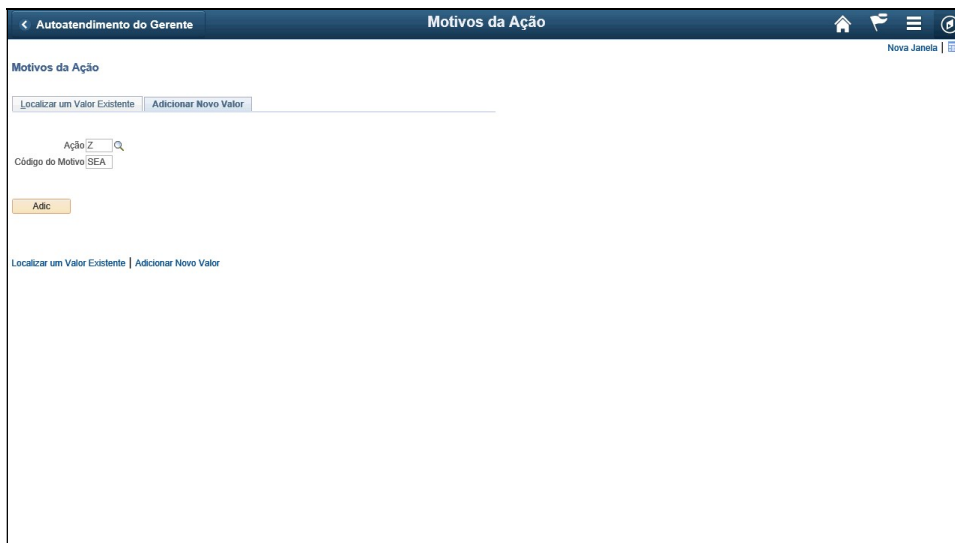 Autoatendimento do Gerente Motivos da Ação
Nova Janela |
Motivos da Ação
Localizar um Valor Existente Adicionar Novo Valor
Ação Z
Código do Motivo SEA
Adic
Localizar um Valor Existente | Adicionar Novo Valor